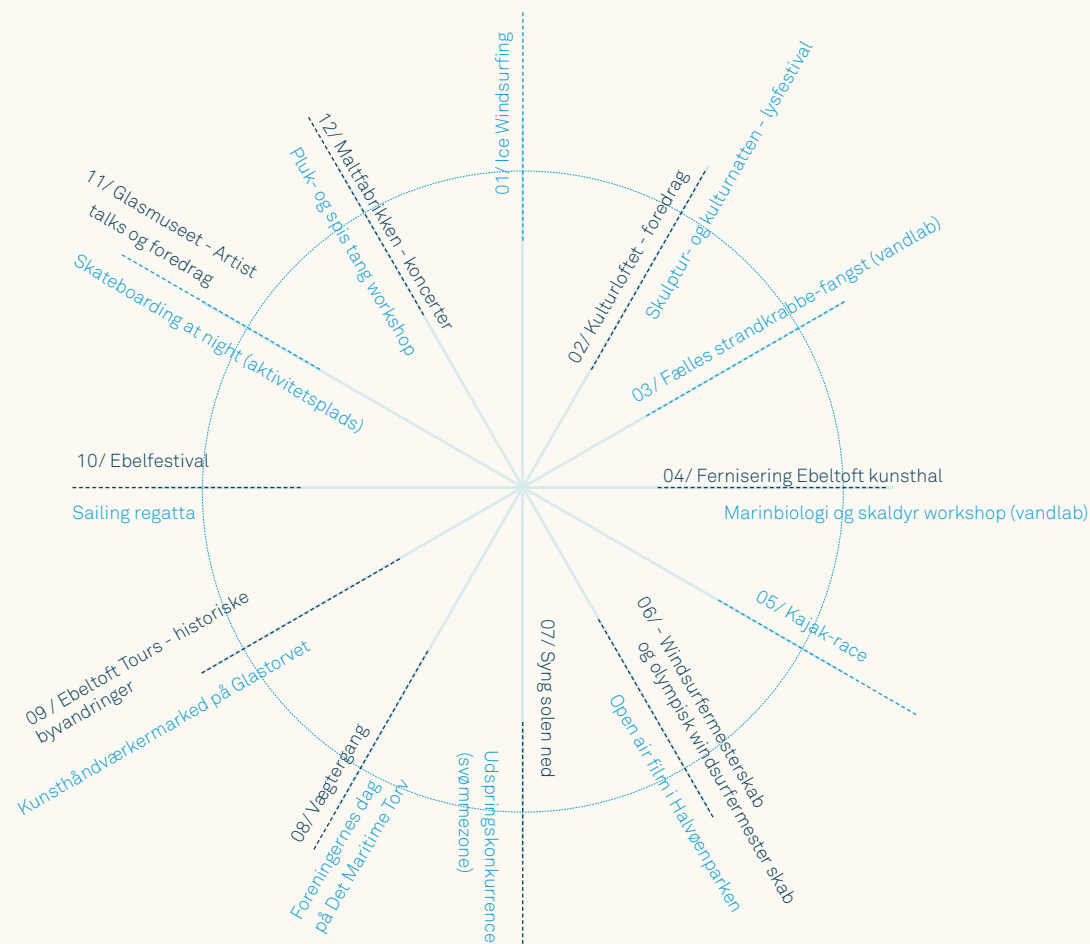 01/ Ice Windsurfing
02/ Kulturloftet - foredrag
Skulptur- og kulturnatten - lysfestival
03/ Fælles strandkrabbe-fangst (vandlab)
04/ Fernisering Ebeltoft kunsthal
Marinbiologi og skaldyr workshop (vandlab)
05/ Kajak-race
06/ - Windsurfermesterskab
og olympisk windsurfermester skab
Open air film i Halvøenparken
07/ Syng solen ned
Udspringskonkurrence
(svømmezone)
08/ Vægtergang
Foreningernes dag
på Det Maritime Torv
09 / Ebeltoft Tours - historiske
byvandringer
Kunsthåndværkermarked på Glastorvet
10/ Ebelfestival
Sailing regatta
11/ Glasmuseet - Artist
talks og foredrag
Skateboarding at night (aktivitetsplads)
12/ Maltfabrikken - koncerter
Pluk- og spis tang workshop